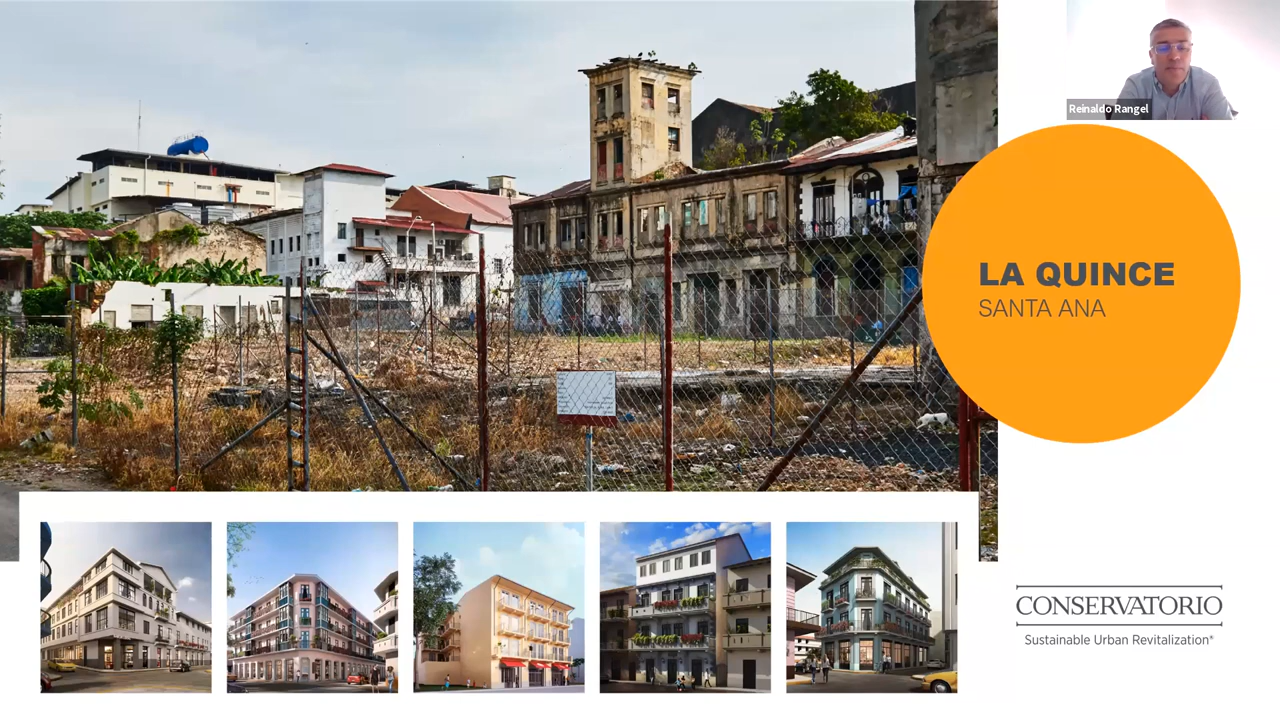 Reinaldo Rangel
LA QUINCE
SANTA ANA
CONSERVATORIO
Sustainable Urban Revitalization*